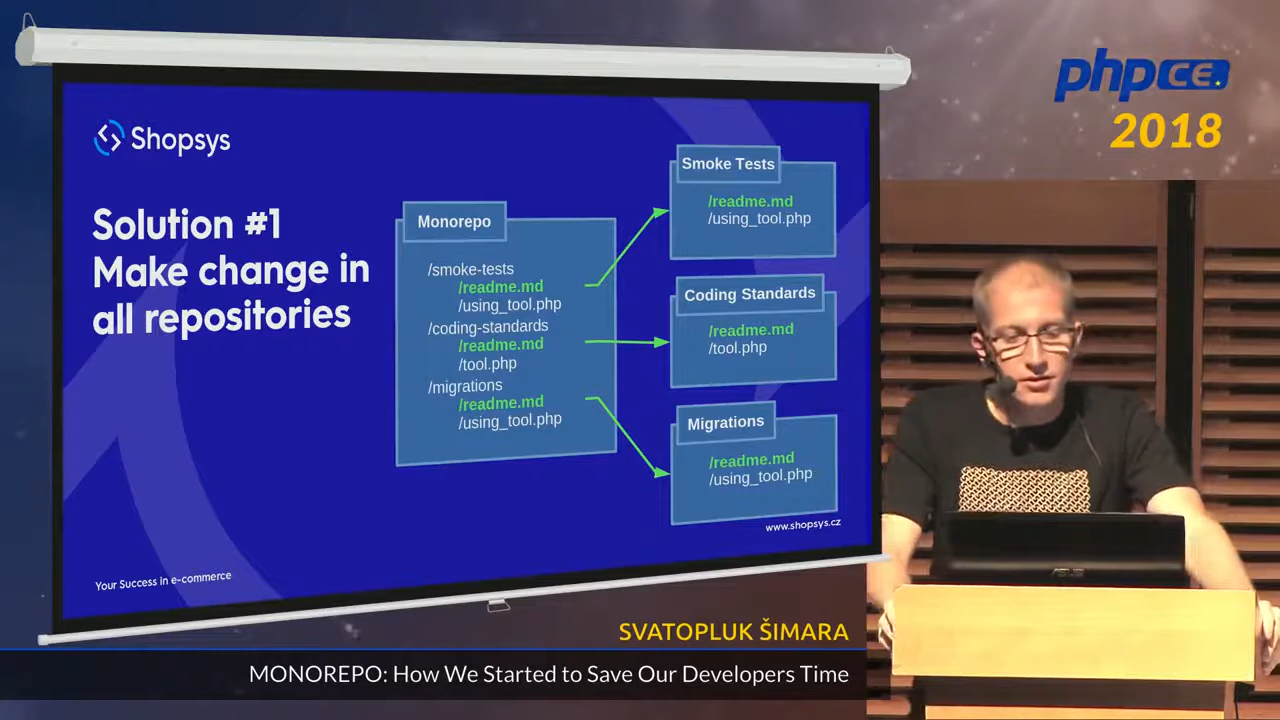 phpce
2018
Shopsys
Solution #1
Make change in
all repositories
Monorepo
/smoke-tests
/readme.md
/using_tool.php
/coding-standards
/readme.md
/tool.php
/migrations
/readme.md
/using_tool.php
Smoke Tests
/readme.md
/using_tool.php
Coding Standards
/readme.md
/tool.php
Migrations
/readme.md
/using_tool.php
www.shopsys.cz
Your Success in e-commerce
ASUS
SVATOPLUK ŠIMARA
MONOREPO: How We Started to Save Our Developers Time